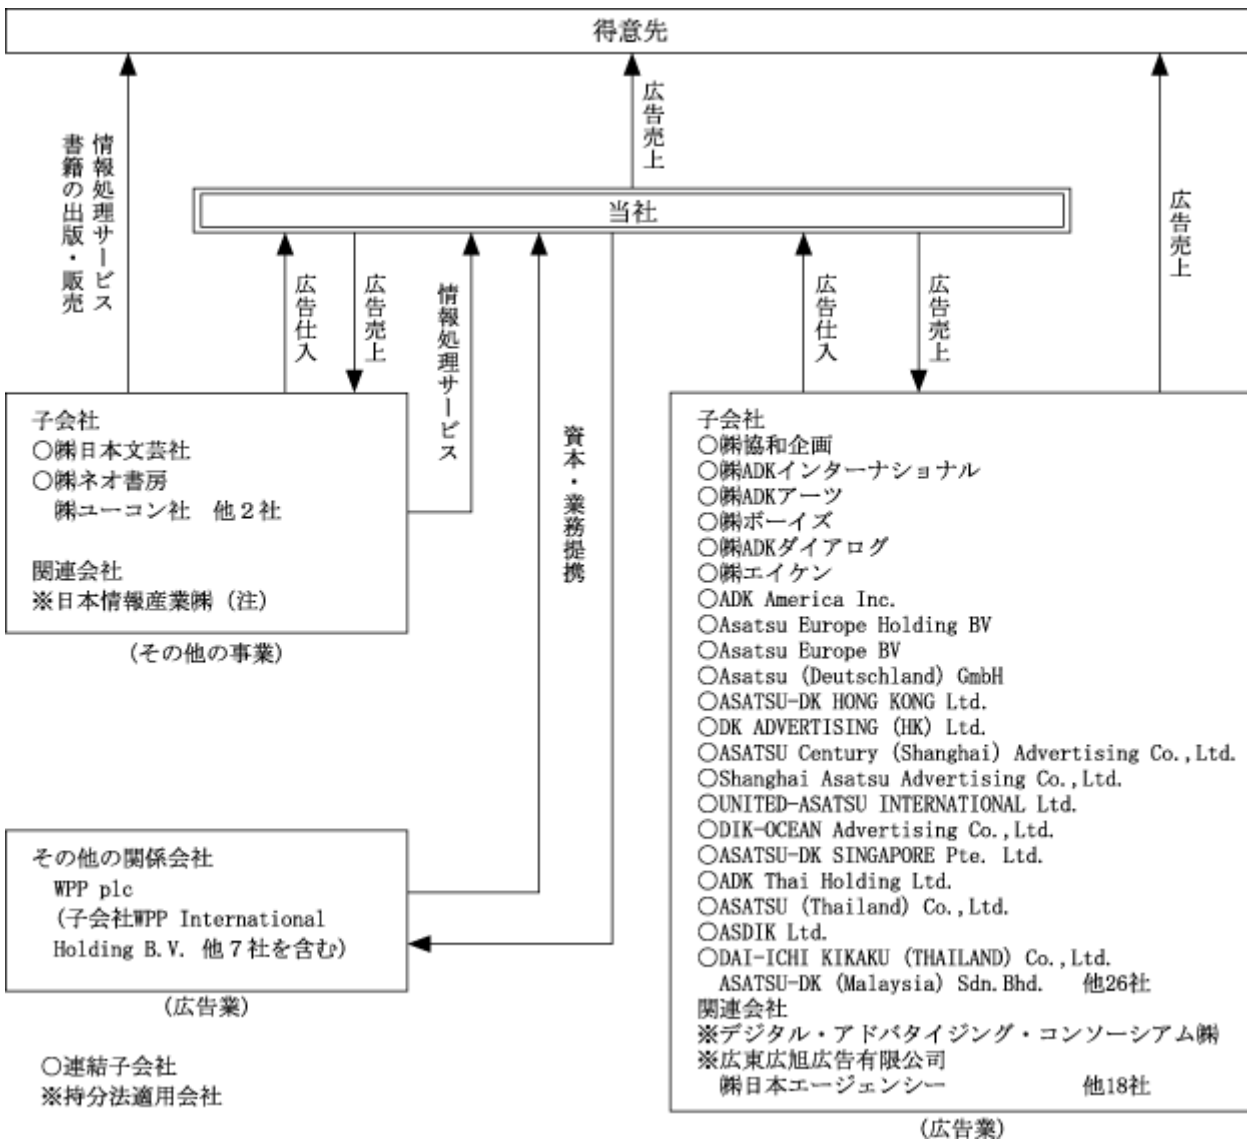 得意先
情報処理サービス
書籍の出版・販売
広告売上
広告売上
当社
広告仕入
広告売上
情報処理サービス
資本・業務提携
広告仕入
広告売上
子会社
○㈱日本文芸社
○㈱ネオ書房
㈱ユーコン社 他2社
関連会社
※日本情報産業㈱ (注)
(その他の事業)
その他の関係会社
WPP plc
(子会社WPP International
Holding B.V. 他7社を含む)
(広告業)
○連結子会社
※持分法適用会社
子会社
○㈱協和企画
○㈱ADKインターナショナル
○㈱ADKアーツ
○㈱ボーイズ
○㈱ADKダイアログ
○㈱エイケン
○ADK America Inc.
○Asatsu Europe Holding BV
○Asatsu Europe BV
○Asatsu (Deutschland) GmbH
○ASATSU-DK HONG KONG Ltd.
○DK ADVERTISING (HK) Ltd.
○ASATSU Century (Shanghai) Advertising Co.,Ltd.
○Shanghai Asatsu Advertising Co.,Ltd.
○UNITED-ASATSU INTERNATIONAL Ltd.
○DIK-OCEAN Advertising Co.,Ltd.
○ASATSU-DK SINGAPORE Pte. Ltd.
○ADK Thai Holding Ltd.
○ASATSU (Thailand) Co.,Ltd.
○ASDIK Ltd.
○DAI-ICHI KIKAKU (THAILAND) Co.,Ltd.
ASATSU-DK (Malaysia) Sdn.Bhd. 他26社
関連会社
※デジタル・アドバタイジング・コンソーシアム㈱
※広東広旭広告有限公司
㈱日本エージェンシー 他18社
(広告業)